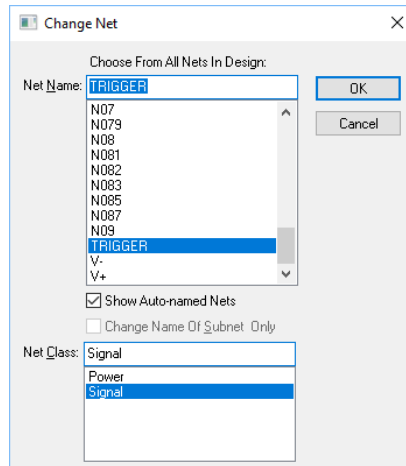 Change Net
Choose From All Nets In Design:
Net Name: TRIGGER
OK
N07
N079
Cancel
N08
N081
N082
N083
N085
N087
N09
TRIGGER
V-
V+
Show Auto-named Nets
Change Name Of Subnet Only
Net Class: Signal
Power
Signal